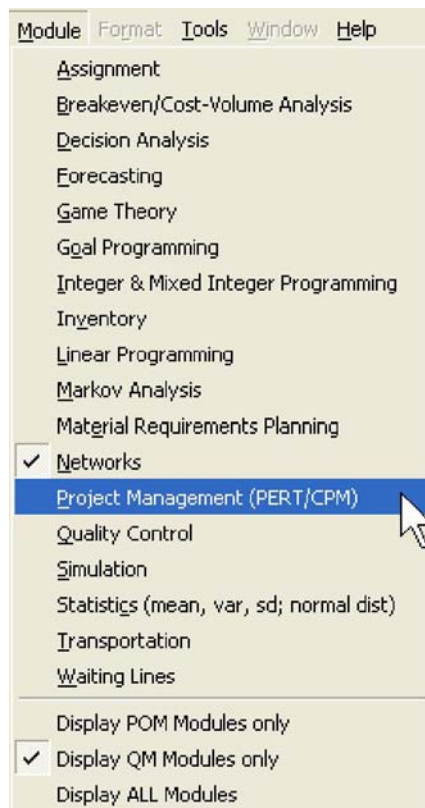 Module Format Tools Window Help
Assignment
Breakeven/Cost-Volume Analysis
Decision Analysis
Forecasting
Game Theory
Goal Programming
Integer & Mixed Integer Programming
Inventory
Linear Programming
Markov Analysis
Material Requirements Planning
Networks
Project Management (PERT/CPM)
Quality Control
Simulation
Statistics (mean, var, sd; normal dist)
Transportation
Waiting Lines
Display POM Modules only
Display QM Modules only
Display ALL Modules